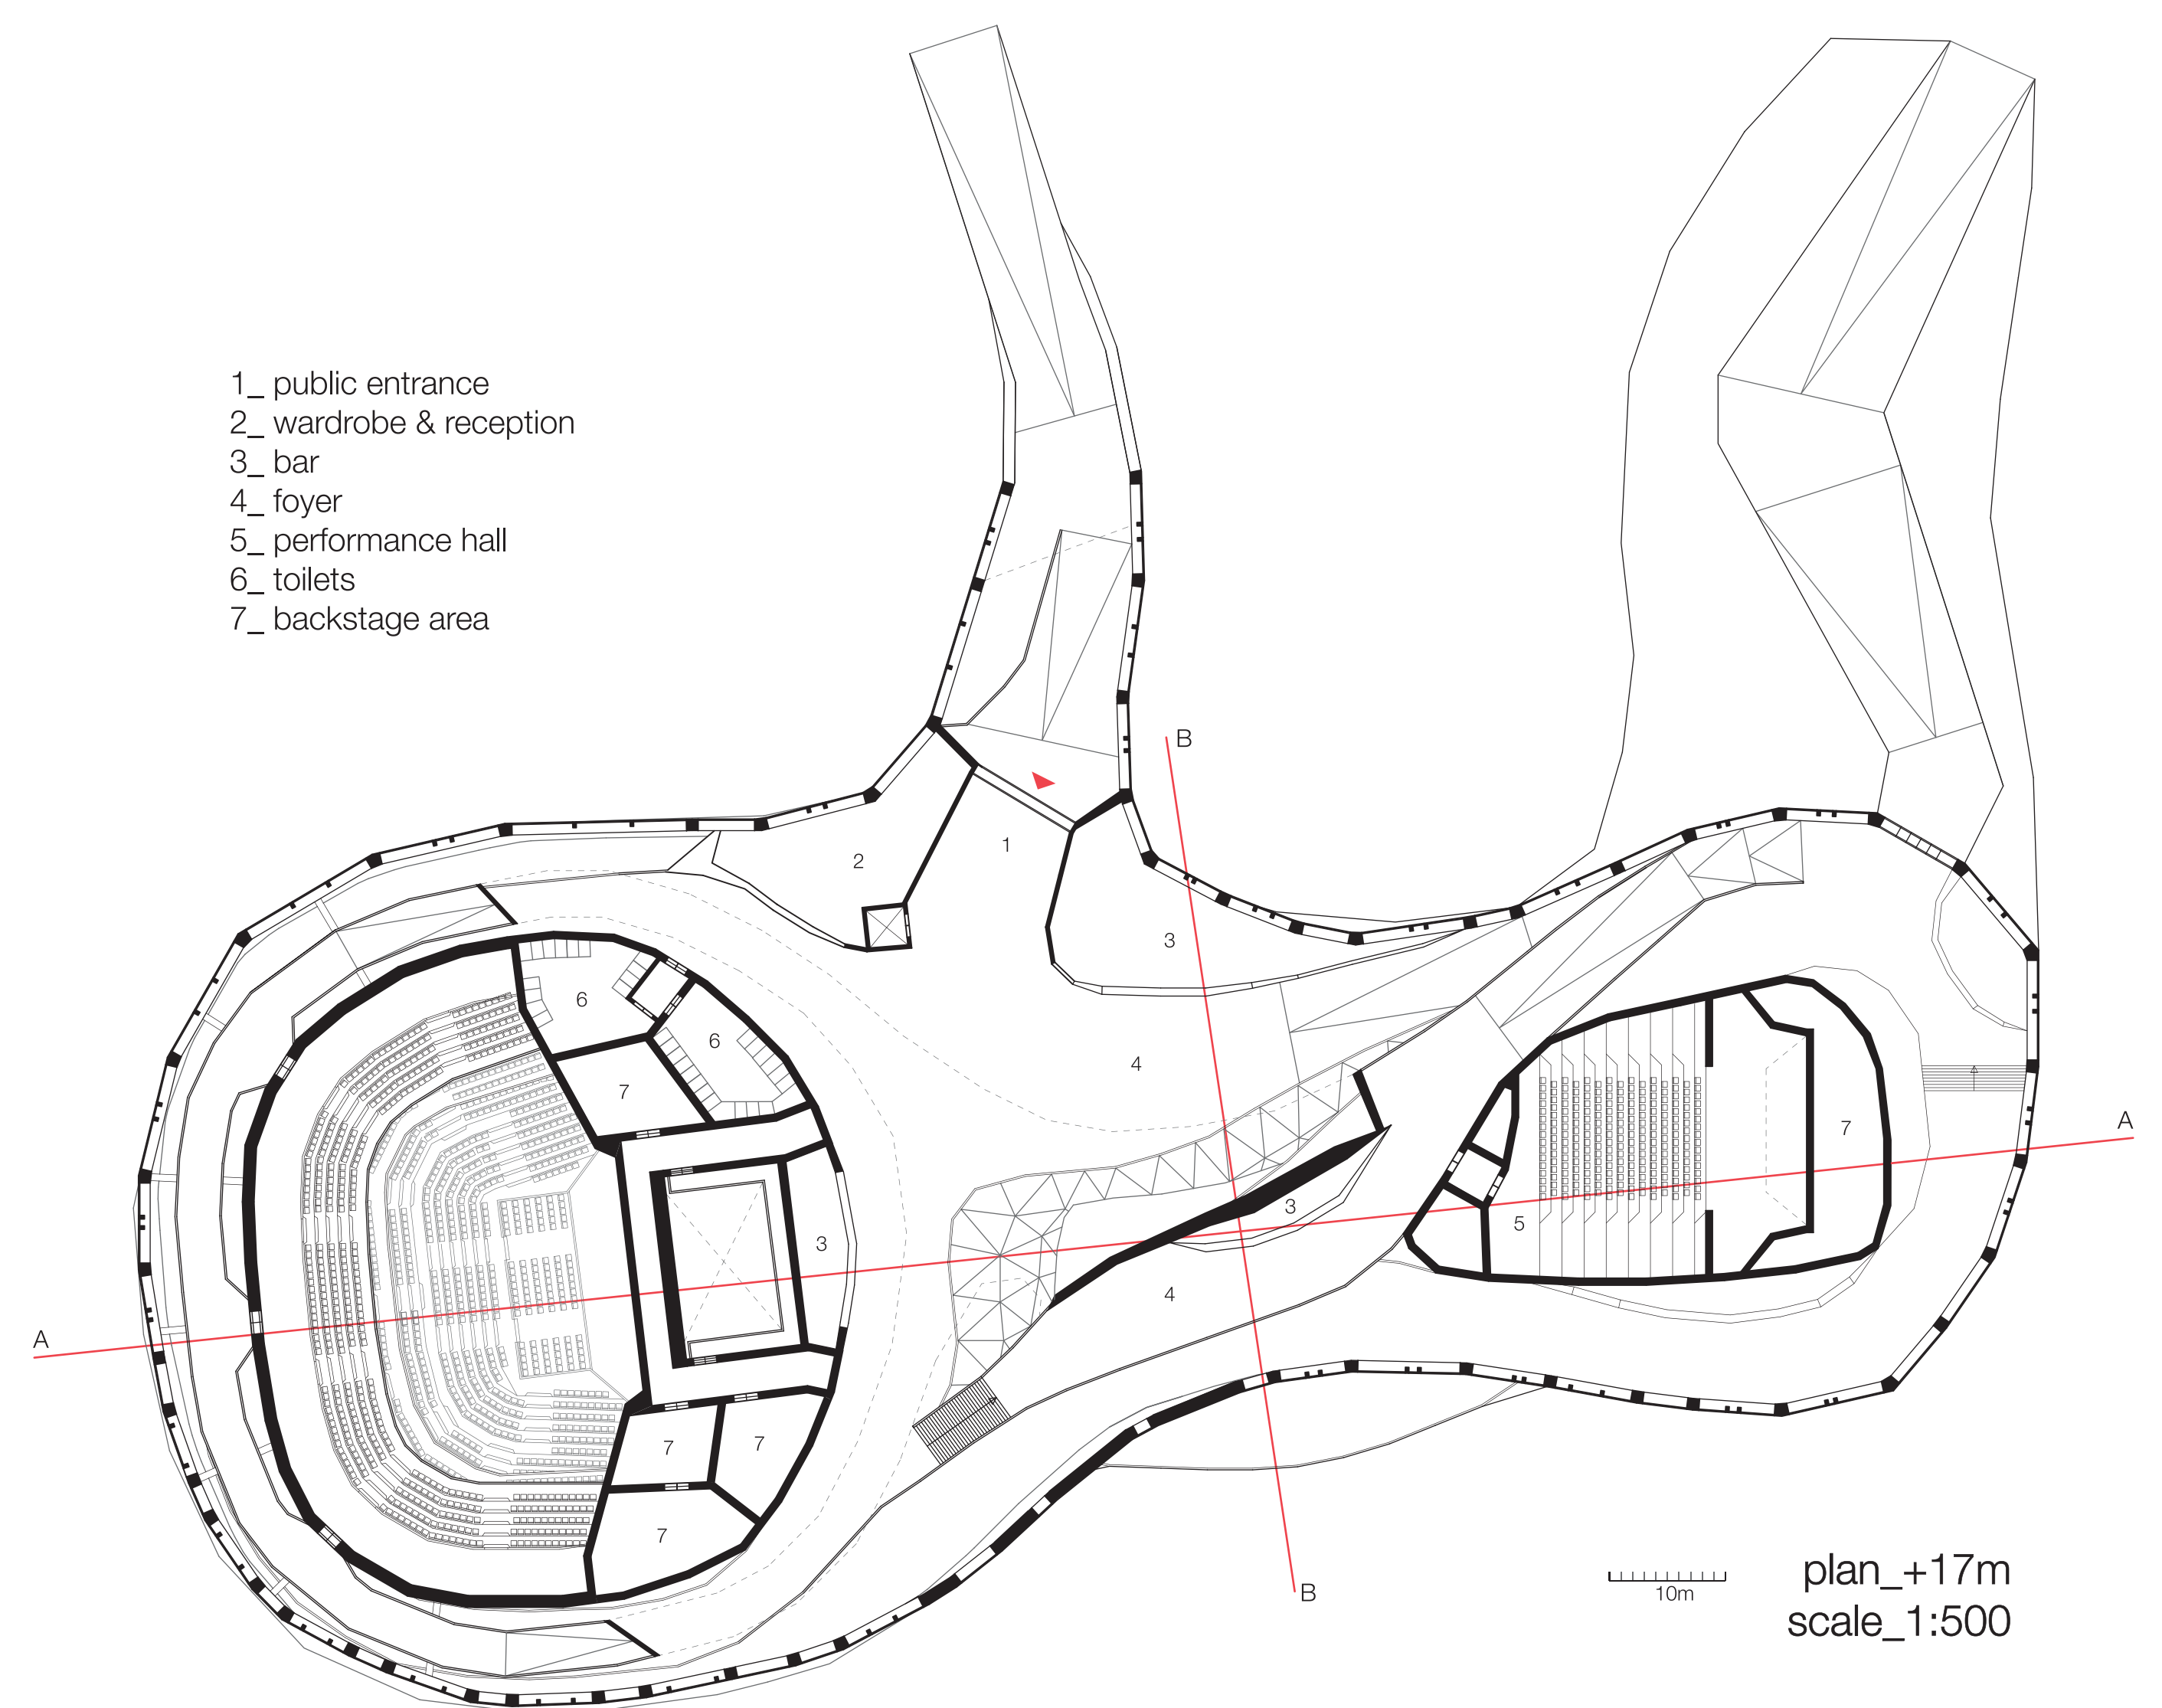 1_ public entrance
2_ wardrobe & reception
3_ bar
4_ foyer
5_ performance hall
6_ toilets
7_ backstage area
B
1
2
3
6
6
4
7
7
A
3
5
3
4
A
7
7
7
B
10m
plan_+17m
scale_1:500